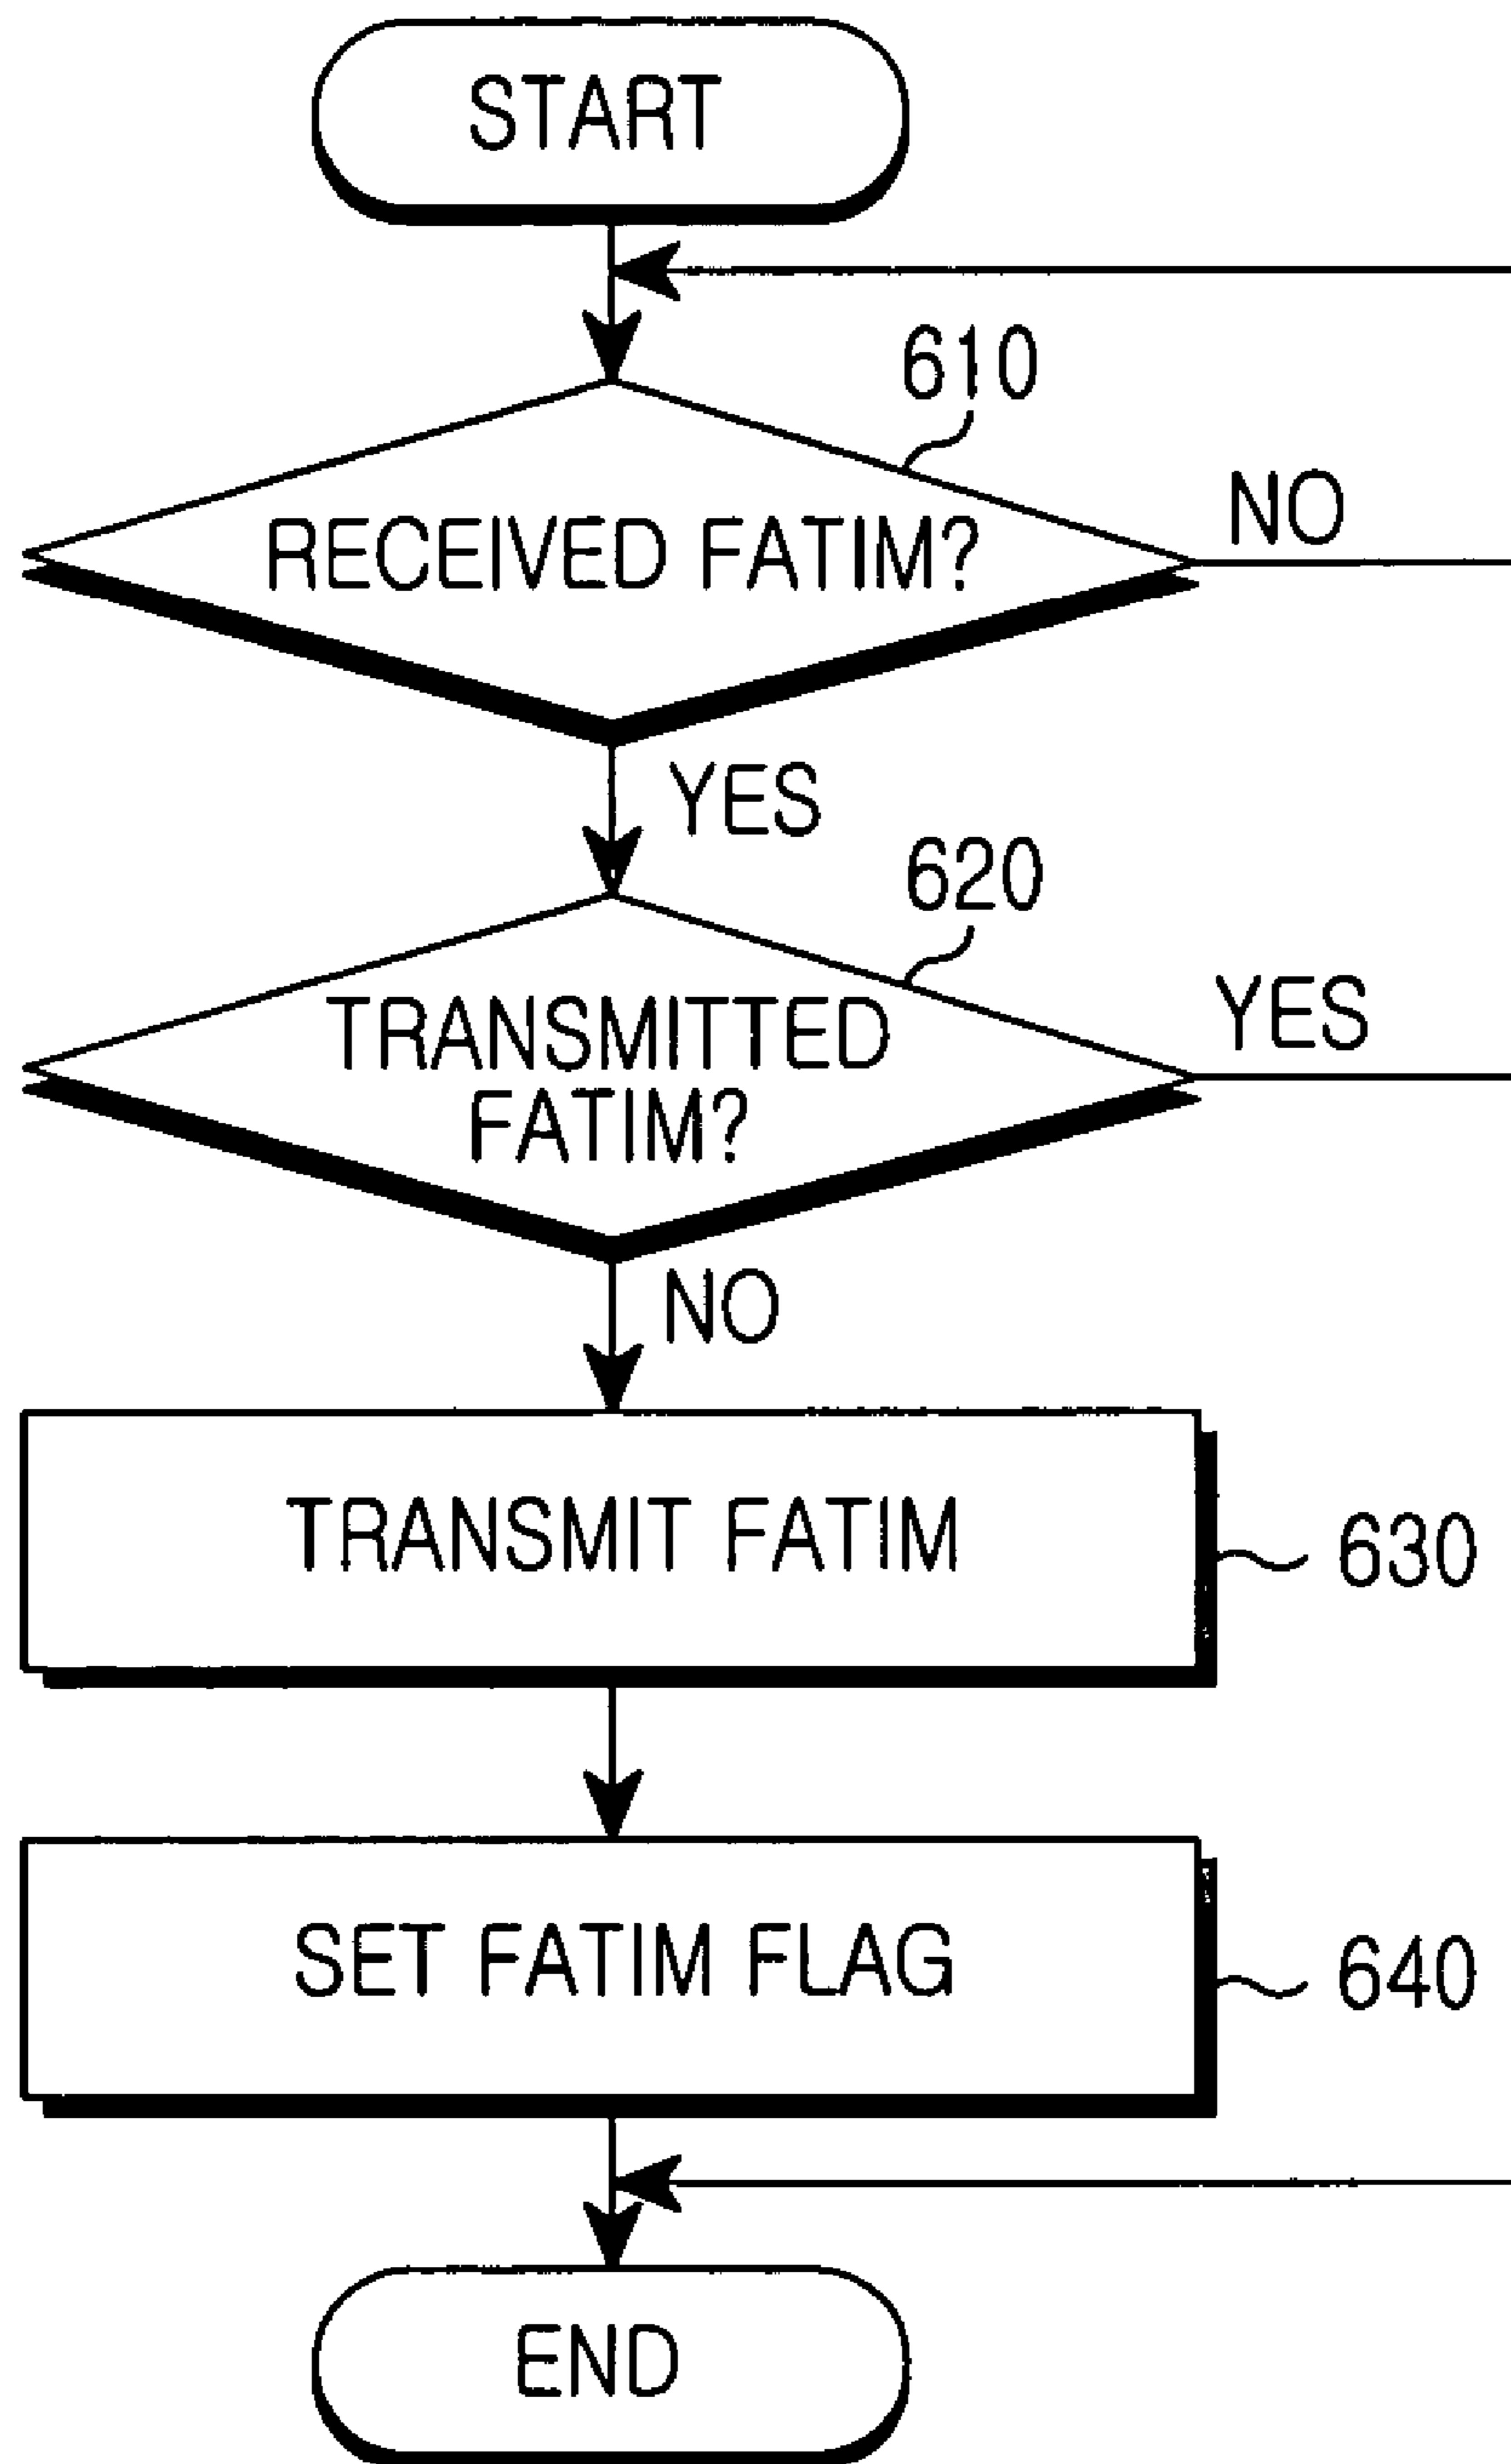 START
610
NO
RECEIVED FATIM?
YES
620
YES
TRANSMITTED
FATIM?
NO
TRANSMIT FATIM
630
SET FATIM FLAG
640
END